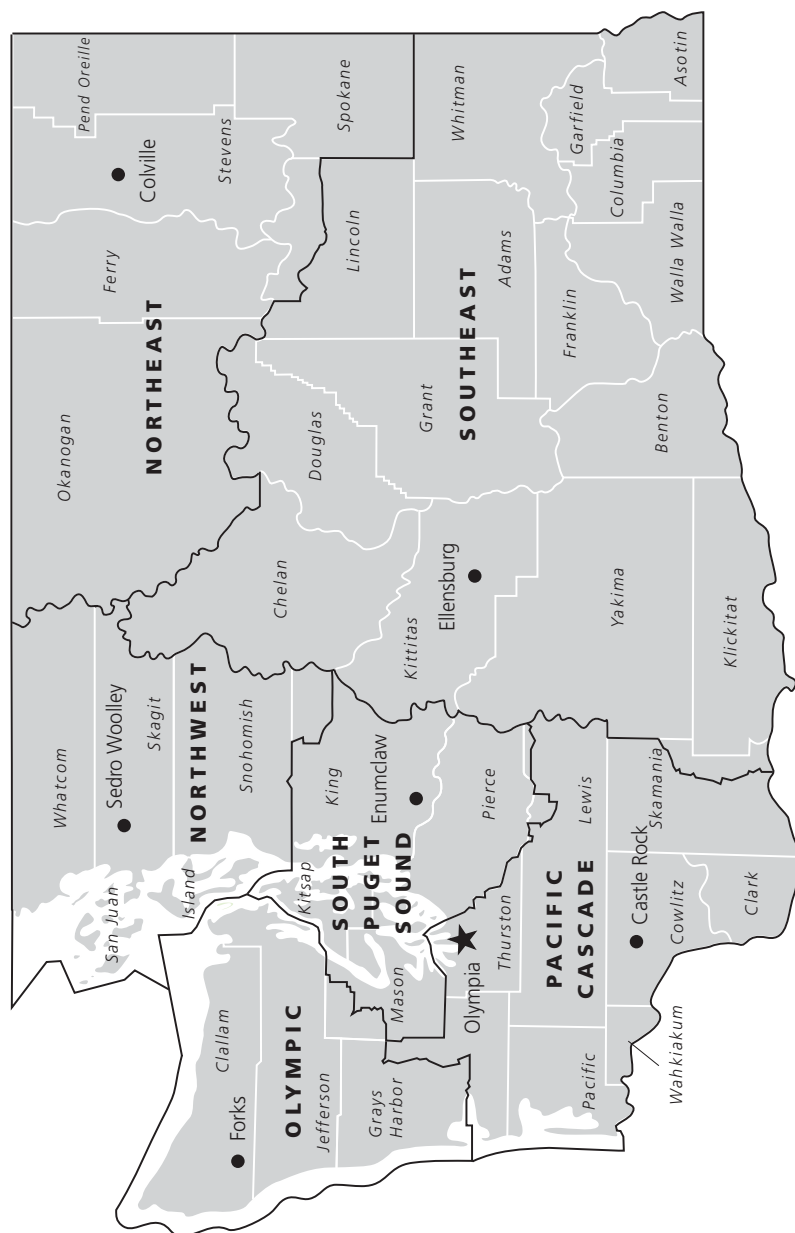 Whatcom
San Juan
Skagit
Sedro Woolley
Island
NORTHWEST
Snohomish
Okanogan
Ferry
Pend Oreille
Stevens
Colville
NORTHEAST
Clallam
Forks
OLYMPIC
Jefferson
Grays
Harbor
Kitsap
King
SOUTH
PUGET
SOUND
Enumclaw
Mason
Pierce
Chelan
Douglas
Lincoln
Spokane
Kittitas
Ellensburg
Grant
SOUTHEAST
Adams
Whitman
Olympia
Thurston
PACIFIC
CASCADE
Lewis
Pacific
Wahkiakum
Castle Rock
Cowlitz
Skamania
Clark
Yakima
Klickitat
Benton
Franklin
Walla Walla
Columbia
Garfield
Asotin